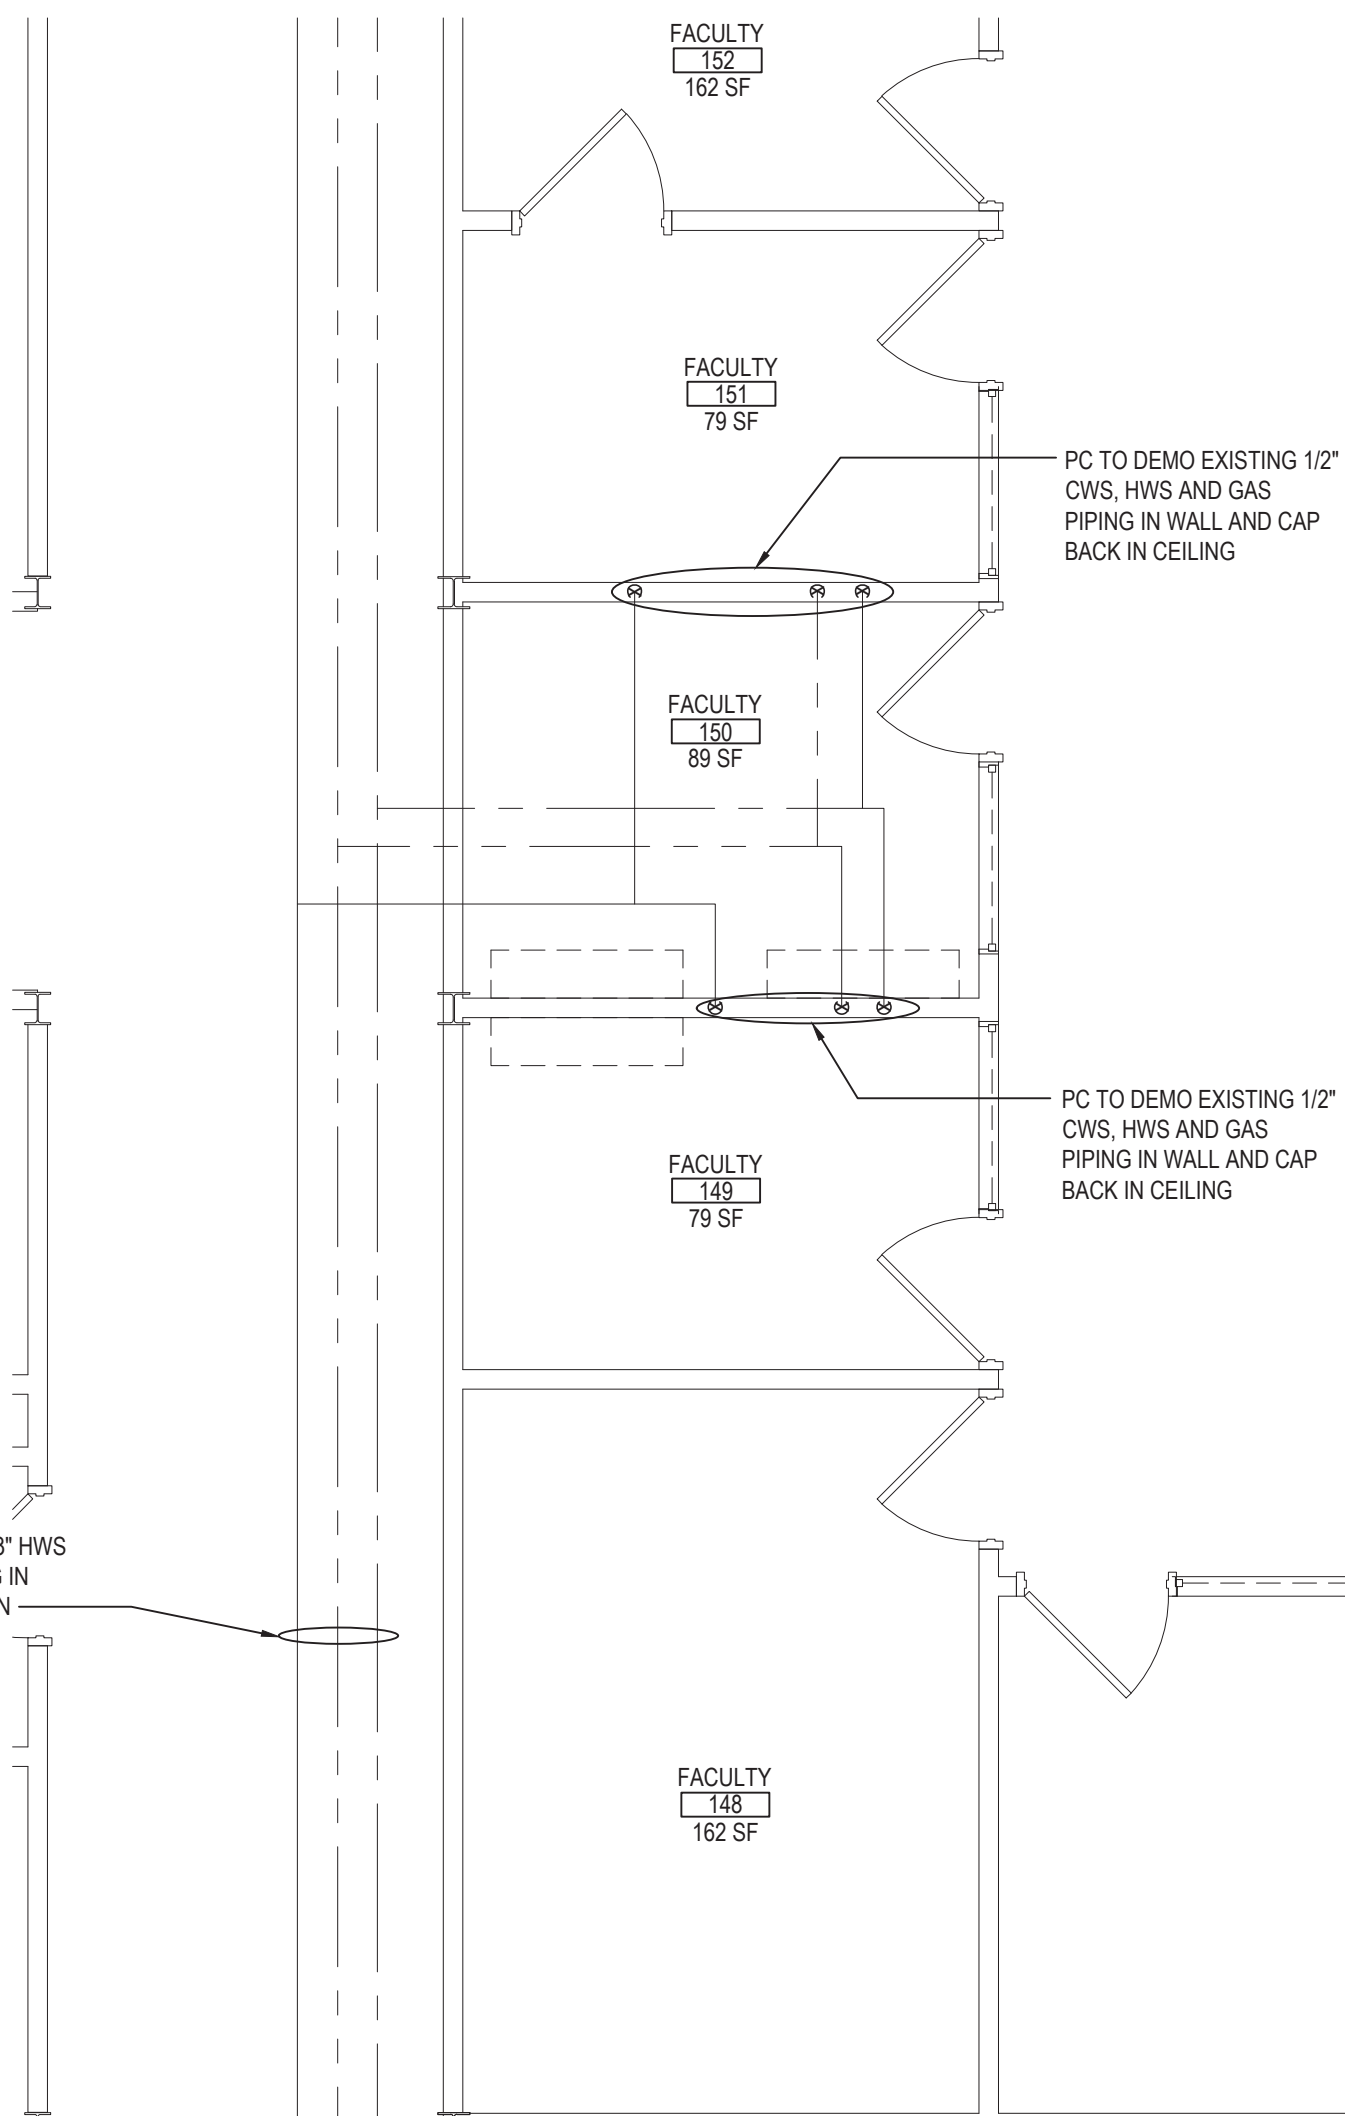 FACULTY
152
162 SF
FACULTY
151
79 SF
PC TO DEMO EXISTING 1/2"
CWS, HWS AND GAS
PIPING IN WALL AND CAP
BACK IN CEILING
FACULTY
150
89 SF
PC TO DEMO EXISTING 1/2"
CWS, HWS AND GAS
PIPING IN WALL AND CAP
BACK IN CEILING
FACULTY
149
79 SF
HWS
IN
FACULTY
148
162 SF